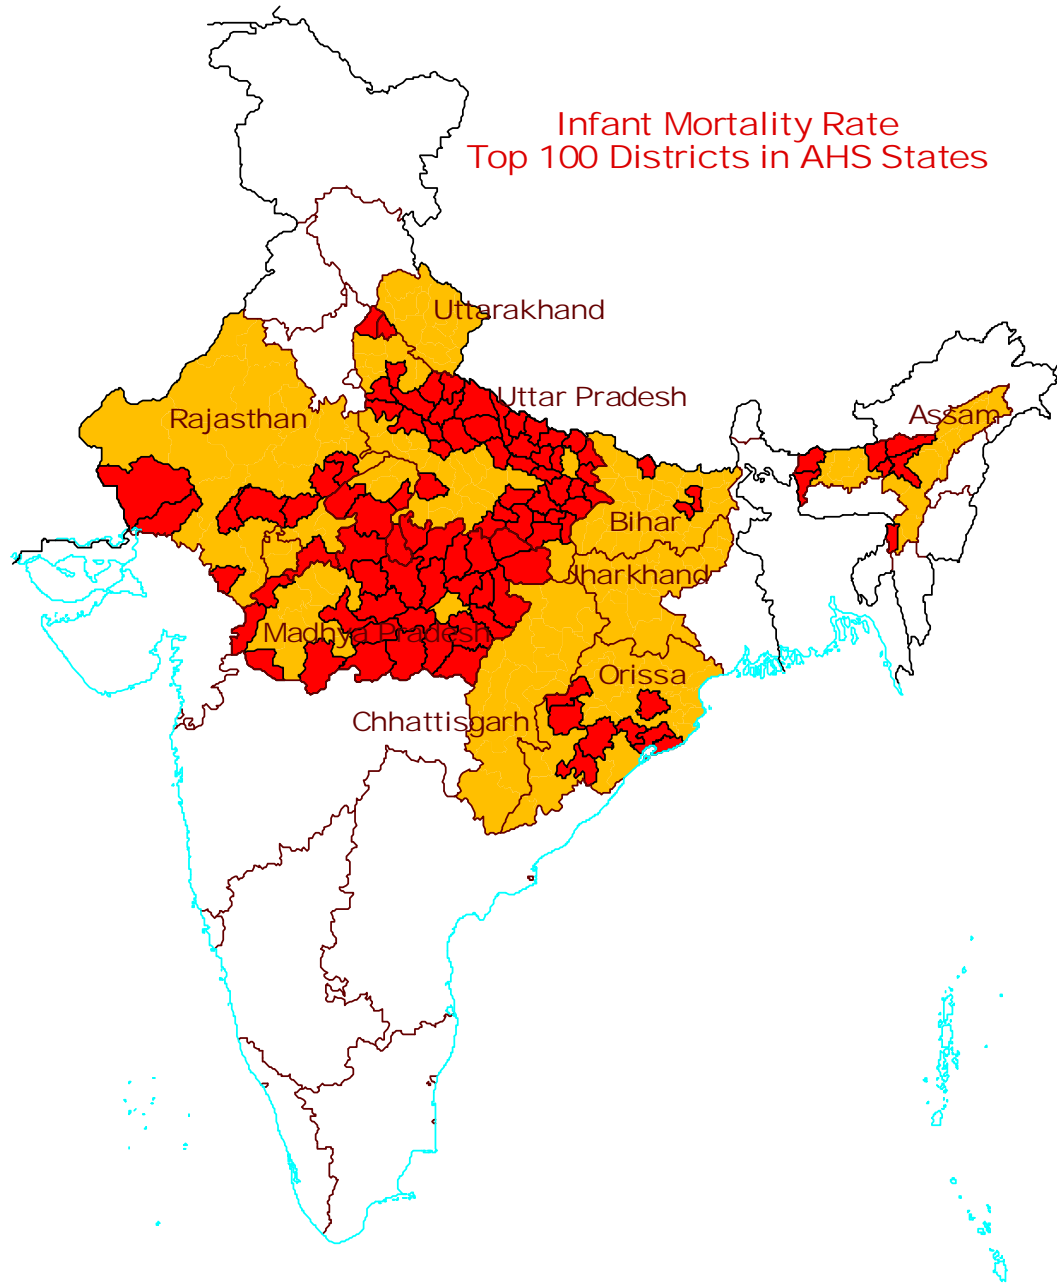 Infant Mortality Rate
Top 100 Districts in AHS States
Uttarakhand
Uttar Pradesh
Rajasthan
Assam
Bihar
Jharkhand
Madhya Pradesh
Orissa
Chhattisgarh